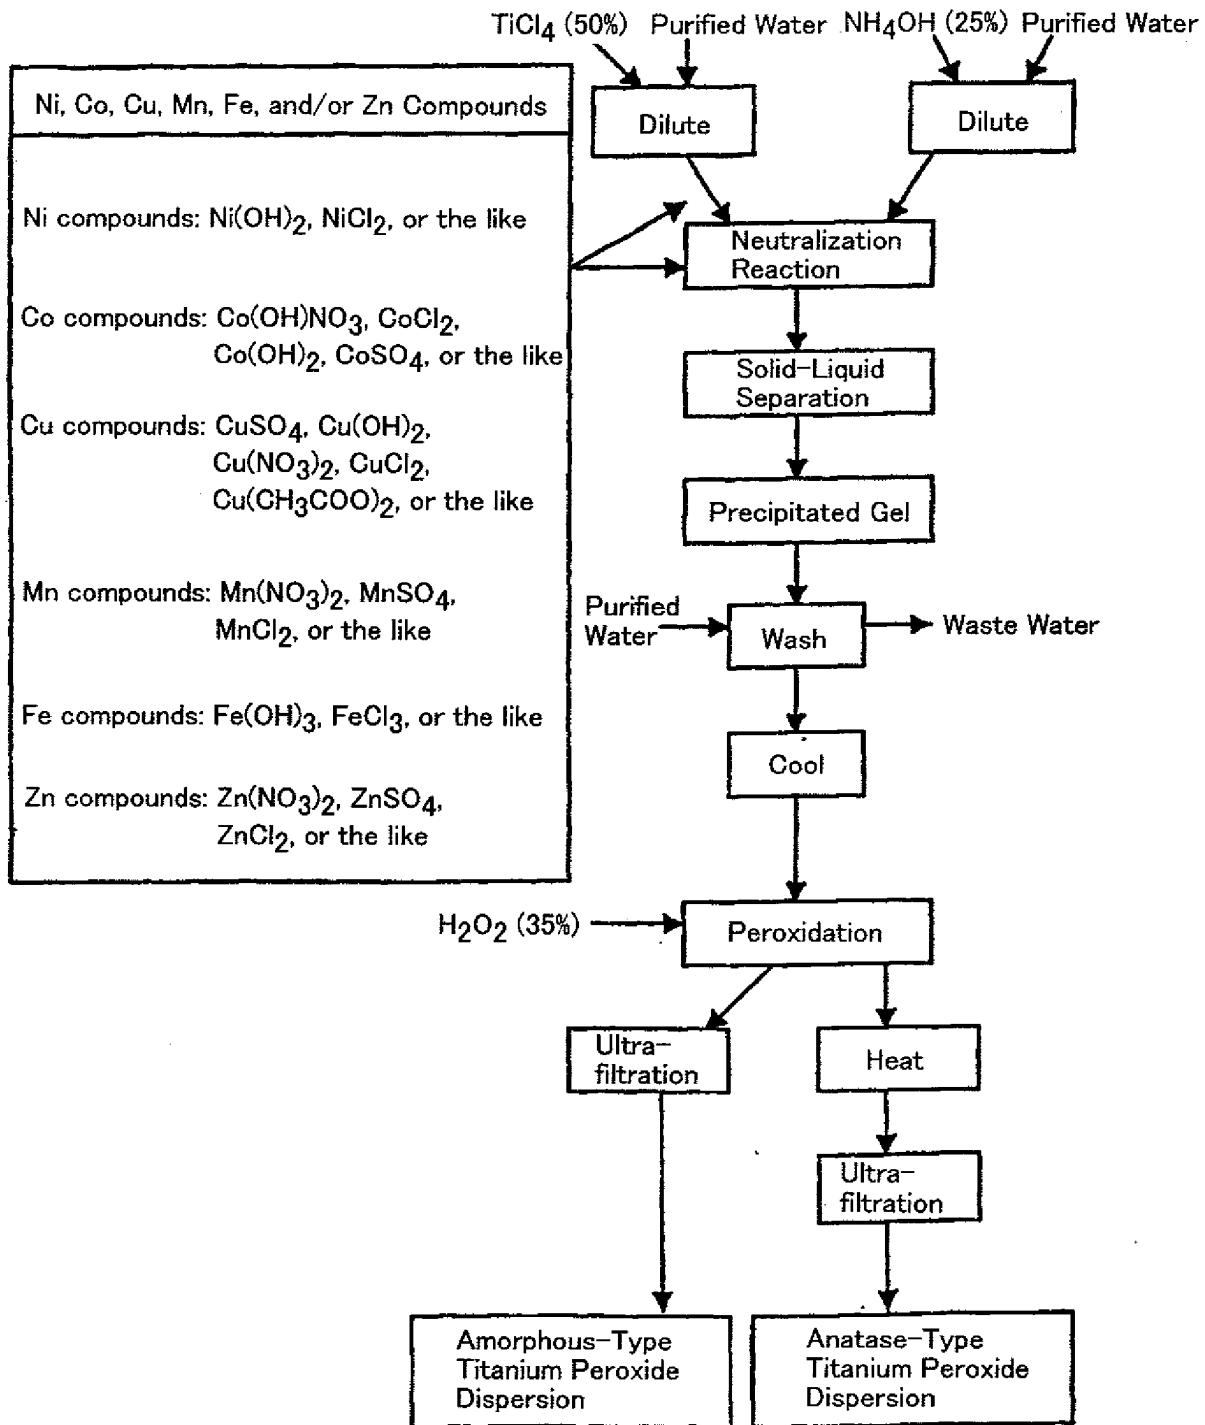 TiCl4 (50%) Purified Water NH4OH (25%) Purified Water
Dilute
Dilute
Ni, Co, Cu, Mn, Fe, and/or Zn Compounds
Ni compounds: Ni(OH)2, NiCl2, or the like
Co compounds: Co(OH)NO3, CoCl2,
Co(OH)2, CoSO4, or the like
Cu compounds: CuSO4, Cu(OH)2,
Cu(NO3)2, CuCl2,
Cu(CH3COO)2, or the like
Mn compounds: Mn(NO3)2, MnSO4,
MnCl2, or the like
Fe compounds: Fe(OH)3, FeCl3, or the like
Zn compounds: Zn(NO3)2, ZnSO4,
ZnCl2, or the like
Neutralization
Reaction
Solid-Liquid
Separation
Precipitated Gel
Purified
Water
Wash
Waste Water
Cool
H2O2 (35%)
Peroxidation
Ultra-
filtration
Heat
Ultra-
filtration
Amorphous-Type
Titanium Peroxide
Dispersion
Anatase-Type
Titanium Peroxide
Dispersion